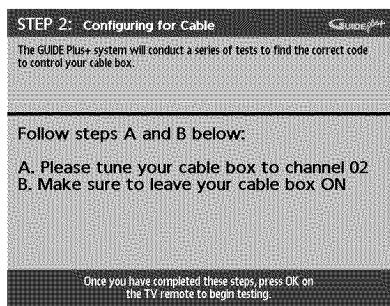 STEP 2: Configuring for Cable GUIDE Plus+
The GUIDE Plus+ system will conduct a series of tests to find the correct code
to control your cable box.
Follow steps A and B below:
A. Please tune your cable box to channel 02
B. Make sure to leave your cable box ON
Once you have completed these steps, press OK on
the TV remote to begin testing.